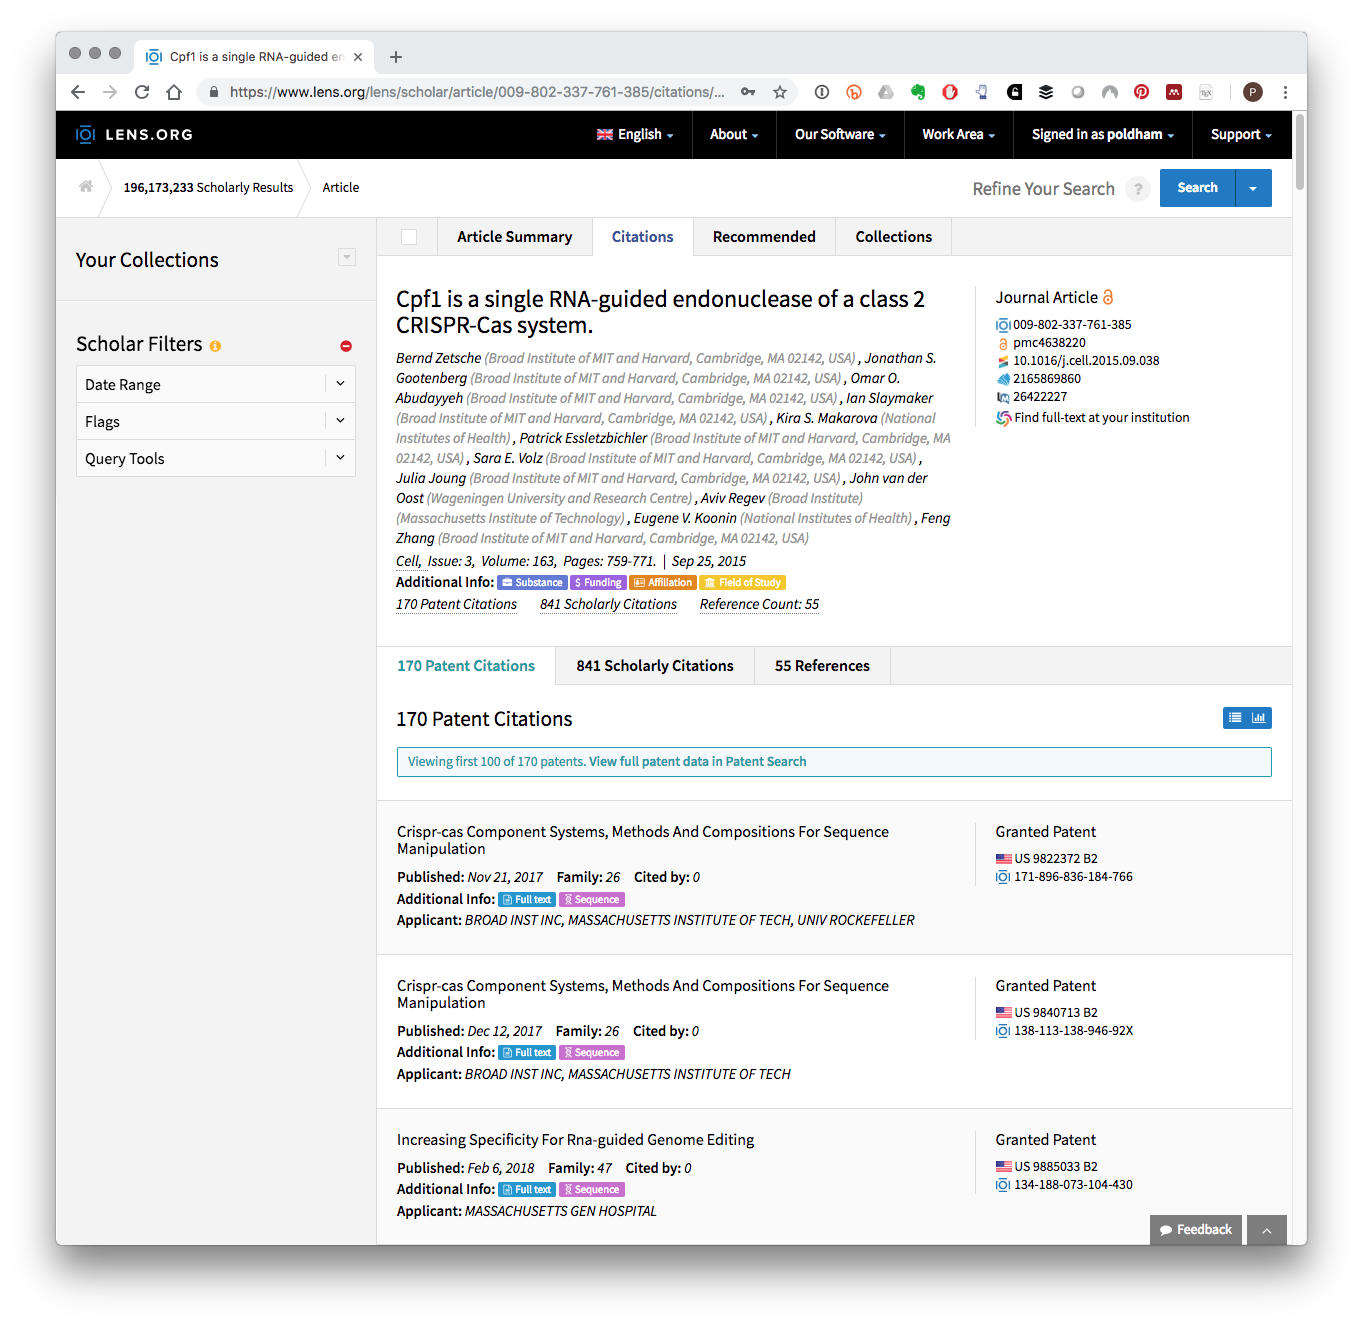 Cpf1 is a single RNA-guided en
https://www.lens.org/lens/scholar/article/009-802-337-761-385/citations/...
P
LENS.ORG
English
About
Our Software
Work Area
Signed in as poldham
Support
196,173,233 Scholarly Results
Article
Refine Your Search
?
Search
Your Collections
Scholar Filters
Date Range
Flags
Query Tools
Article Summary
Citations
Recommended
Collections
Cpf1 is a single RNA-guided endonuclease of a class 2
CRISPR-Cas system.
Bernd Zetsche (Broad Institute of MIT and Harvard, Cambridge, MA 02142, USA) , Jonathan S.
Gootenberg (Broad Institute of MIT and Harvard, Cambridge, MA 02142, USA) , Omar O.
Abudayyeh (Broad Institute of MIT and Harvard, Cambridge, MA 02142, USA) , Ian Slaymaker
(Broad Institute of MIT and Harvard, Cambridge, MA 02142, USA) , Kira S. Makarova (National
Institutes of Health) , Patrick Essletzbichler (Broad Institute of MIT and Harvard, Cambridge, MA
02142, USA) , Sara E. Volz (Broad Institute of MIT and Harvard, Cambridge, MA 02142, USA) ,
Julia Joung (Broad Institute of MIT and Harvard, Cambridge, MA 02142, USA) , John van der
Oost (Wageningen University and Research Centre) , Aviv Regev (Broad Institute)
(Massachusetts Institute of Technology) , Eugene V. Koonin (National Institutes of Health) , Feng
Zhang (Broad Institute of MIT and Harvard, Cambridge, MA 02142, USA)
Cell, Issue: 3, Volume: 163, Pages: 759-771. | Sep 25, 2015
Additional Info: Substance $ Funding Affiliation Field of Study
170 Patent Citations 841 Scholarly Citations Reference Count: 55
Journal Article
009-802-337-761-385
pmc4638220
10.1016/j.cell.2015.09.038
2165869860
26422227
Find full-text at your institution
170 Patent Citations
841 Scholarly Citations
55 References
170 Patent Citations
Viewing first 100 of 170 patents. View full patent data in Patent Search
Crispr-cas Component Systems, Methods And Compositions For Sequence
Manipulation
Published: Nov 21, 2017 Family: 26 Cited by: 0
Additional Info: Full text Sequence
Applicant: BROAD INST INC, MASSACHUSETTS INSTITUTE OF TECH, UNIV ROCKEFELLER
Granted Patent
US 9822372 B2
171-896-836-184-766
Crispr-cas Component Systems, Methods And Compositions For Sequence
Manipulation
Published: Dec 12, 2017 Family: 26 Cited by: 0
Additional Info: Full text Sequence
Applicant: BROAD INST INC, MASSACHUSETTS INSTITUTE OF TECH
Granted Patent
US 9840713 B2
138-113-138-946-92X
Increasing Specificity For Rna-guided Genome Editing
Published: Feb 6, 2018 Family: 47 Cited by: 0
Additional Info: Full text Sequence
Applicant: MASSACHUSETTS GEN HOSPITAL
Granted Patent
US 9885033 B2
134-188-073-104-430
Feedback